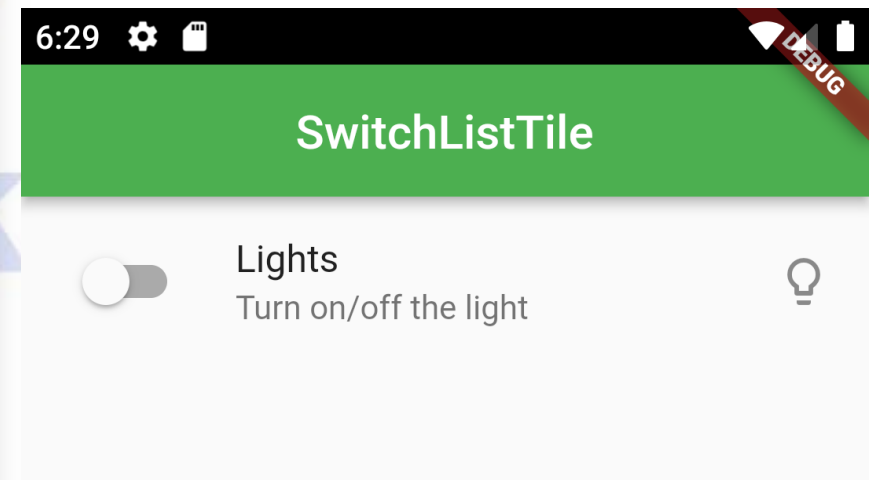 6:29
DEBUG
SwitchListTile
Lights
Turn on/off the light